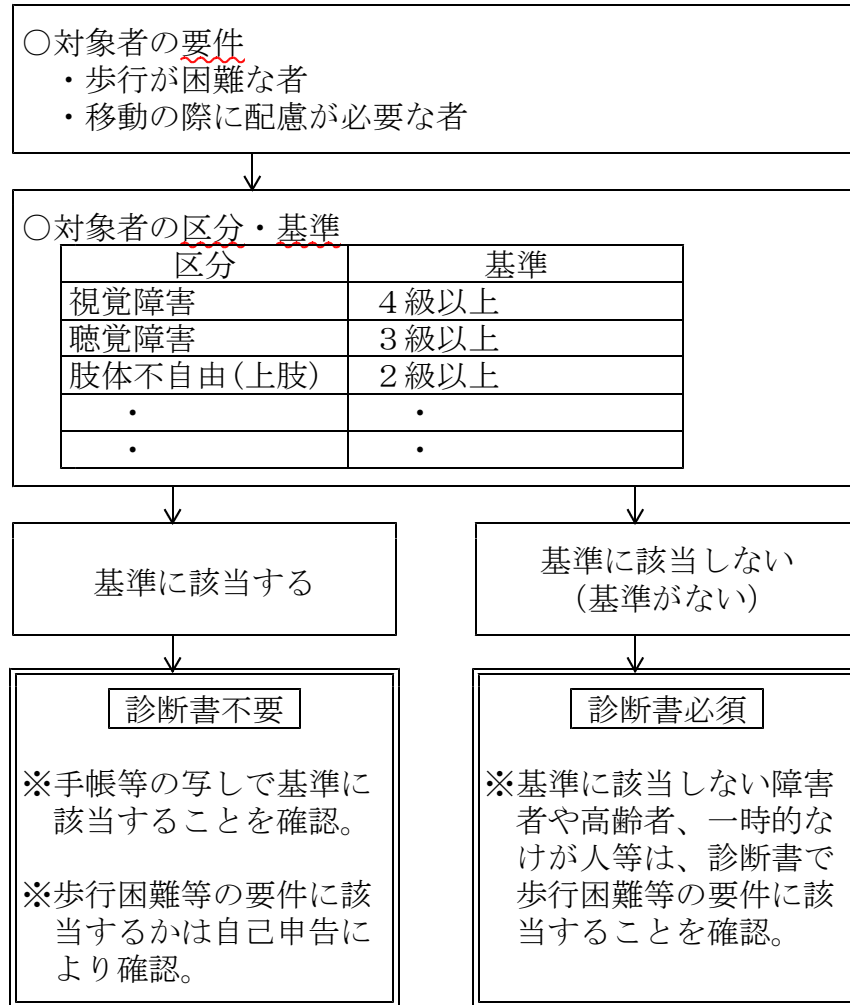 ○対象者の要件
・歩行が困難な者
・移動の際に配慮が必要な者
○対象者の区分・基準
区分 基準
視覚障害 4級以上
聴覚障害 3級以上
肢体不自由(上肢) 2級以上
・ ・
・ ・
基準に該当する
基準に該当しない
(基準がない)
診断書不要
※手帳等の写しで基準に
該当することを確認。
※歩行困難等の要件に該
当するかは自己申告に
より確認。
診断書必須
※基準に該当しない障害
者や高齢者、一時的な
けが人等は、診断書で
歩行困難等の要件に該
当することを確認。